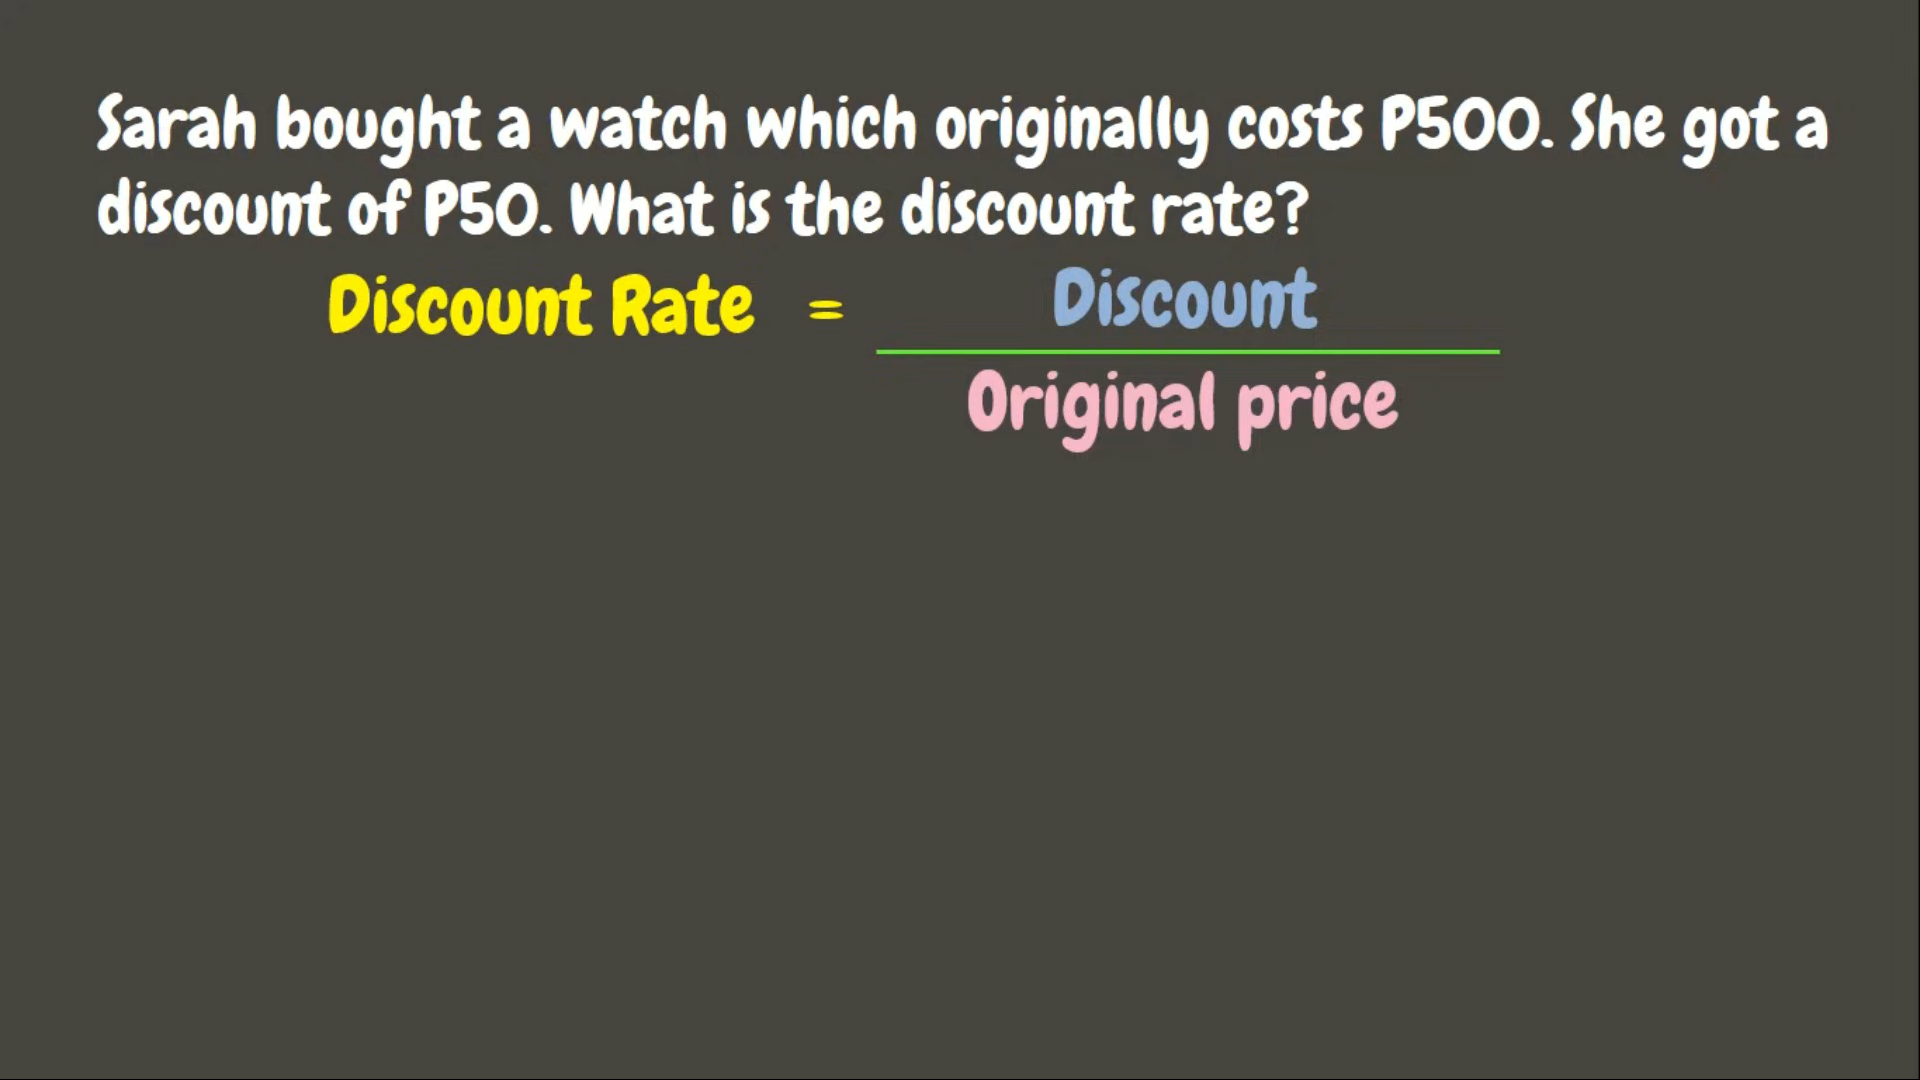 Sarah bought a watch which originally costs P500. She got a
discount of P50. What is the discount rate?
Discount Rate = Discount
Original price